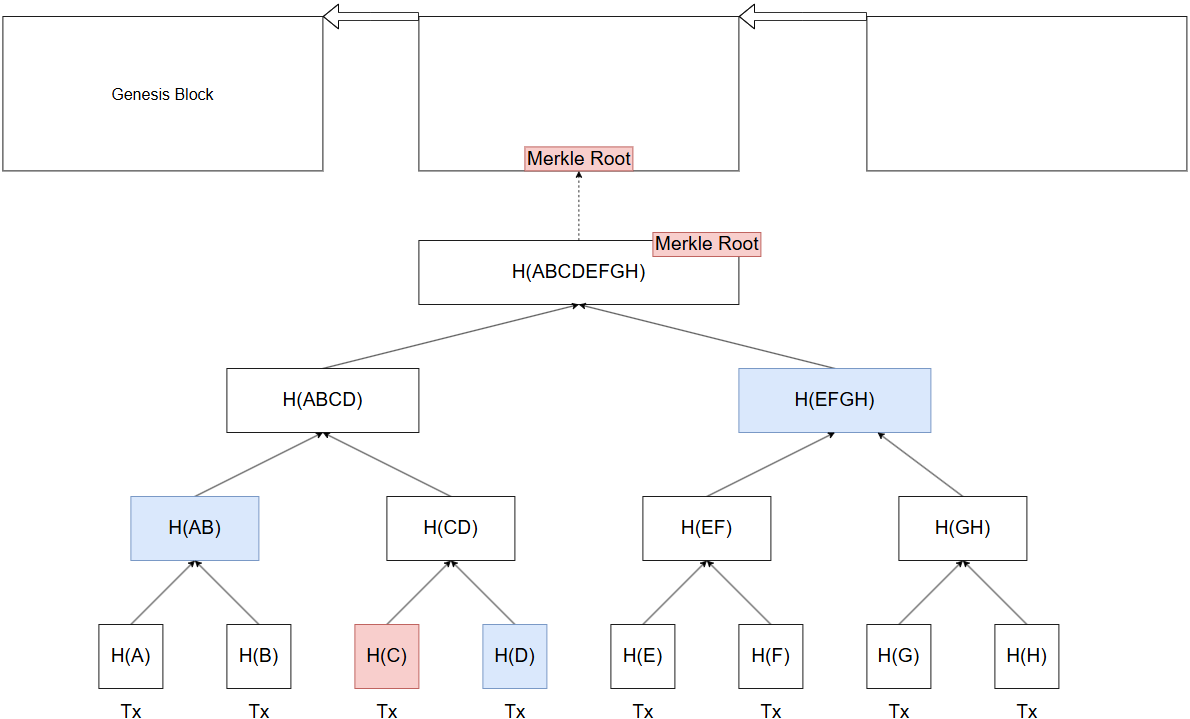 Genesis Block
Merkle Root
Merkle Root
H(ABCDEFGH)
H(ABCD)
H(EFGH)
H(AB)
H(CD)
H(EF)
H(GH)
H(A)
H(B)
H(C)
H(D)
H(E)
H(F)
H(G)
H(H)
Tx
Tx
Tx
Tx
Tx
Tx
Tx
Tx